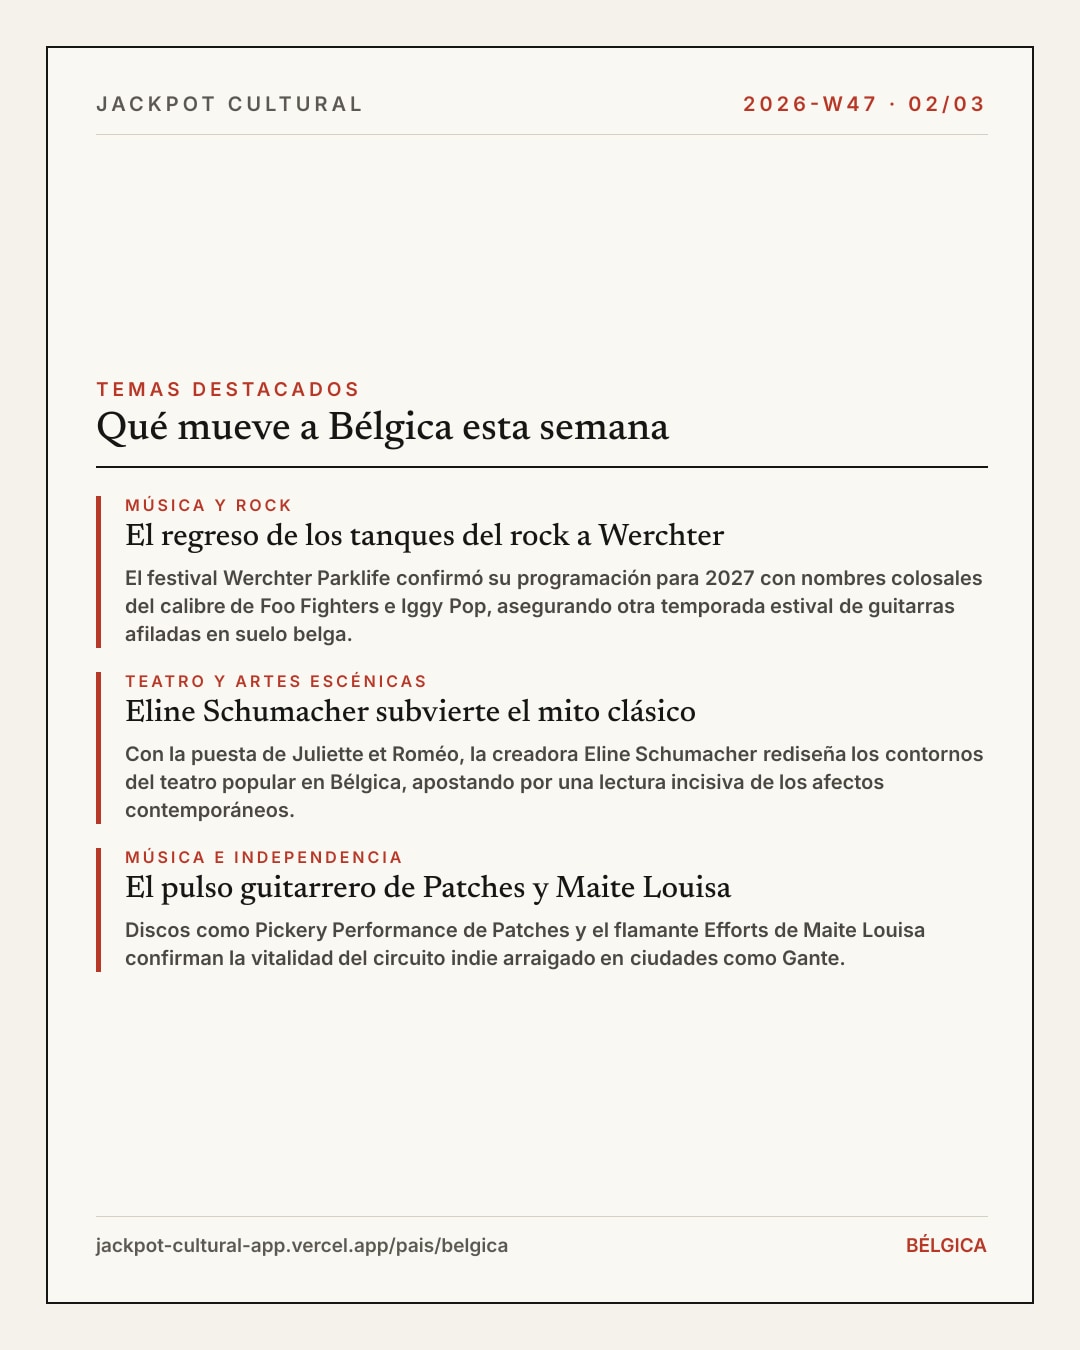 JACKPOT CULTURAL
2026-W47 · 02/03
TEMAS DESTACADOS
Qué mueve a Bélgica esta semana
MÚSICA Y ROCK
El regreso de los tanques del rock a Werchter
El festival Werchter Parklife confirmó su programación para 2027 con nombres colosales
del calibre de Foo Fighters e Iggy Pop, asegurando otra temporada estival de guitarras
afiladas en suelo belga.
TEATRO Y ARTES ESCÉNICAS
Eline Schumacher subvierte el mito clásico
Con la puesta de Juliette et Roméo, la creadora Eline Schumacher rediseña los contornos
del teatro popular en Bélgica, apostando por una lectura incisiva de los afectos
contemporáneos.
MÚSICA E INDEPENDENCIA
El pulso guitarrero de Patches y Maite Louisa
Discos como Pickery Performance de Patches y el flamante Efforts de Maite Louisa
confirman la vitalidad del circuito indie arraigado en ciudades como Gante.
jackpot-cultural-app.vercel.app/pais/belgica
BÉLGICA